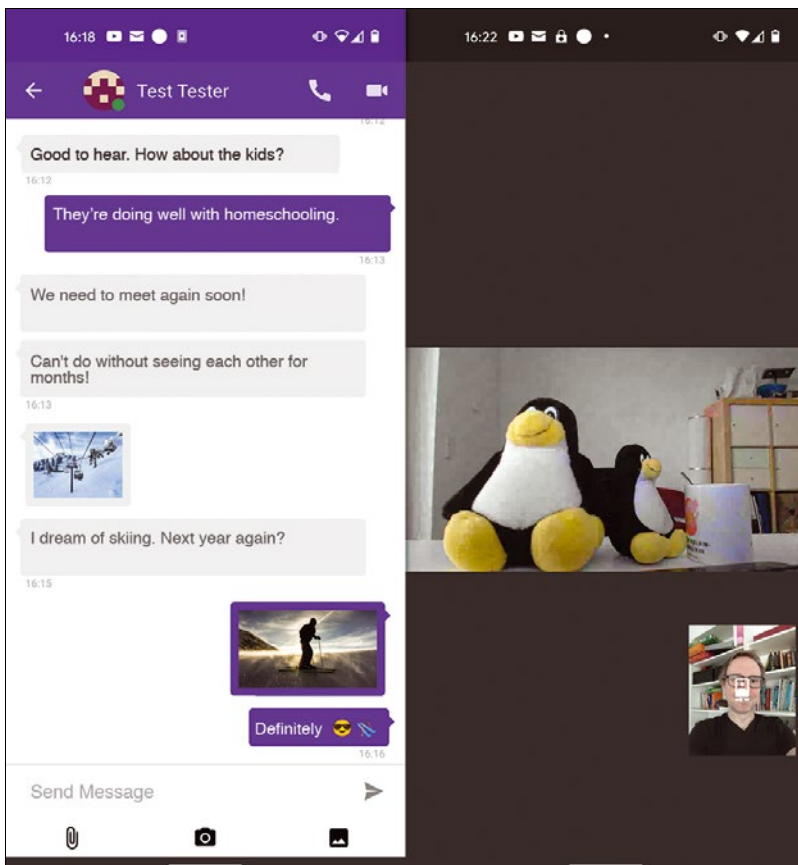 16:18
Test Tester
16:12
Good to hear. How about the kids?
16:12
They're doing well with homeschooling.
16:13
We need to meet again soon!
Can't do without seeing each other for
months!
16:13
I dream of skiing. Next year again?
16:15
Definitely 😎 🎿
16:16
Send Message
16:22